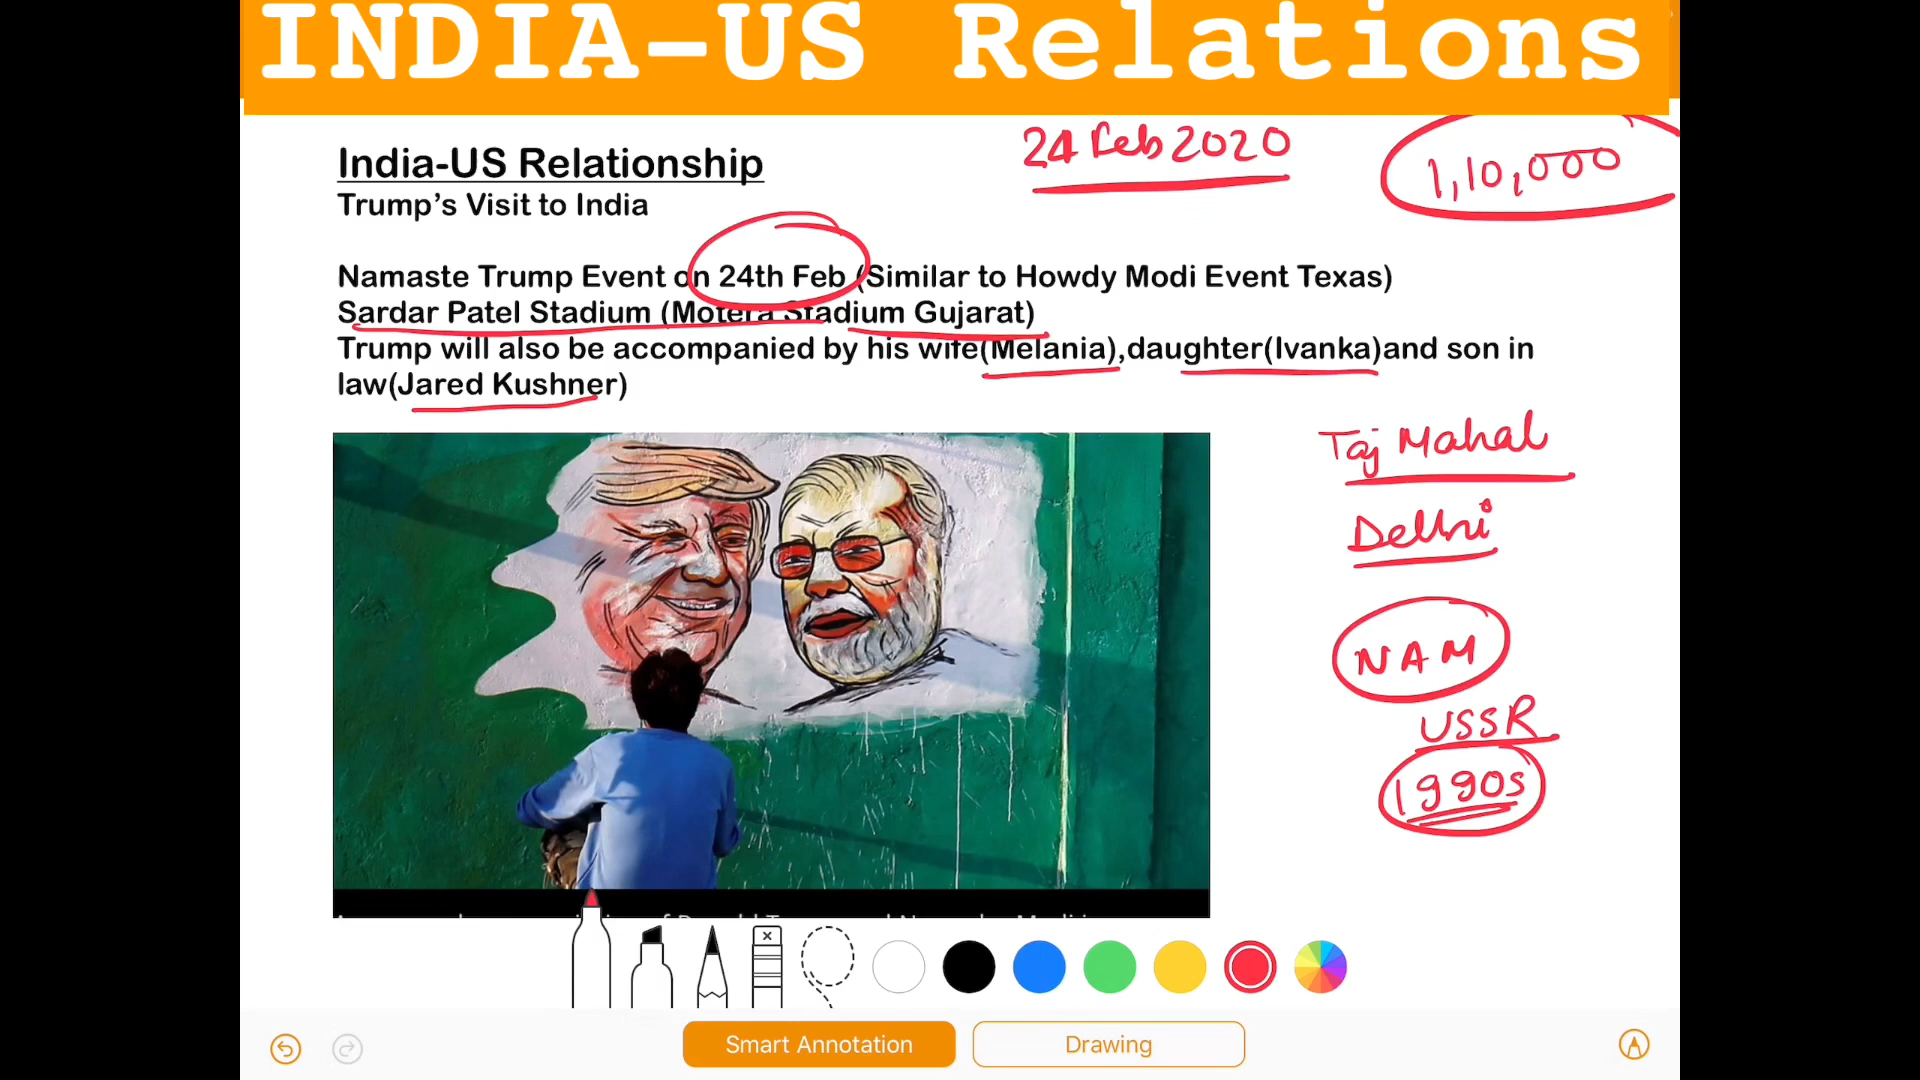 INDIA-US Relations
24 Feb 2020
1,10,000
India-US Relationship
Trump's Visit to India
Namaste Trump Event on 24th Feb (Similar to Howdy Modi Event Texas)
Sardar Patel Stadium (Motera Stadium Gujarat)
Trump will also be accompanied by his wife(Melania),daughter(Ivanka)and son in
law(Jared Kushner)
Taj Mahal
Delhi
NAM
USSR
1990s
Smart Annotation
Drawing